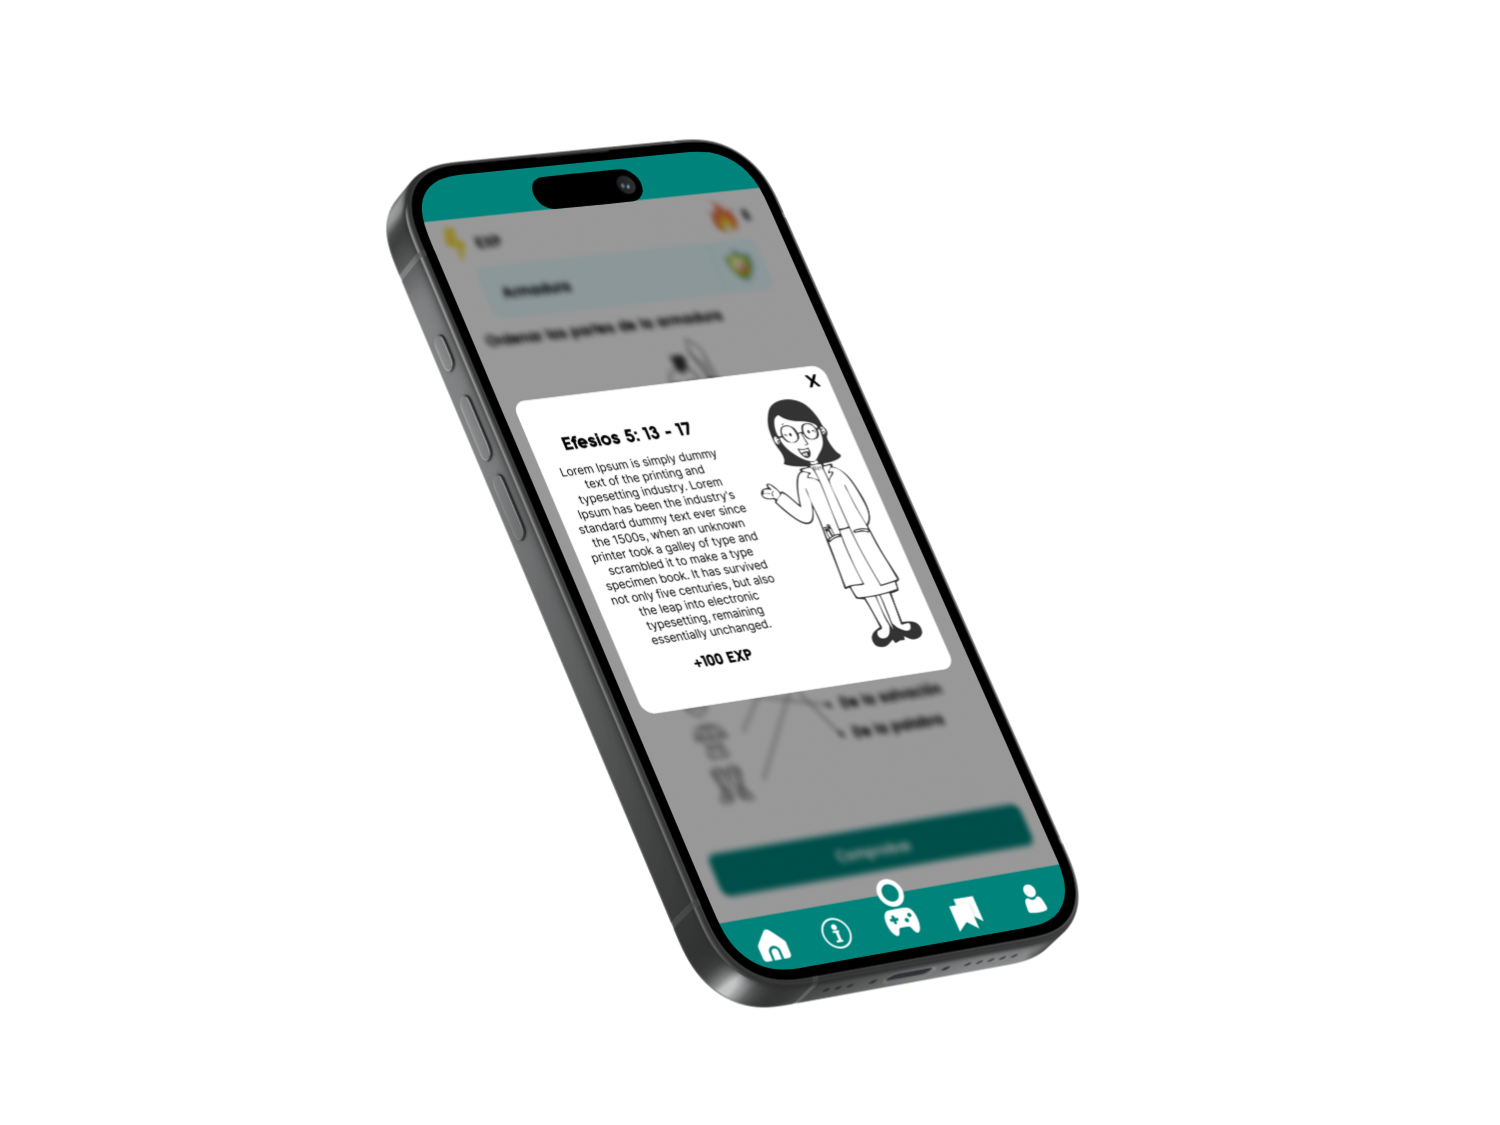 EXP
Armadura
Ordenar las partes de la armadura
X
Efesios 5: 13 - 17
Lorem Ipsum is simply dummy
text of the printing and
typesetting industry. Lorem
Ipsum has been the industry's
standard dummy text ever since
the 1500s, when an unknown
printer took a galley of type and
scrambled it to make a type
specimen book. It has survived
not only five centuries, but also
the leap into electronic
typesetting, remaining
essentially unchanged.
+100 EXP
De la salvación
De la palabra
Comprobar